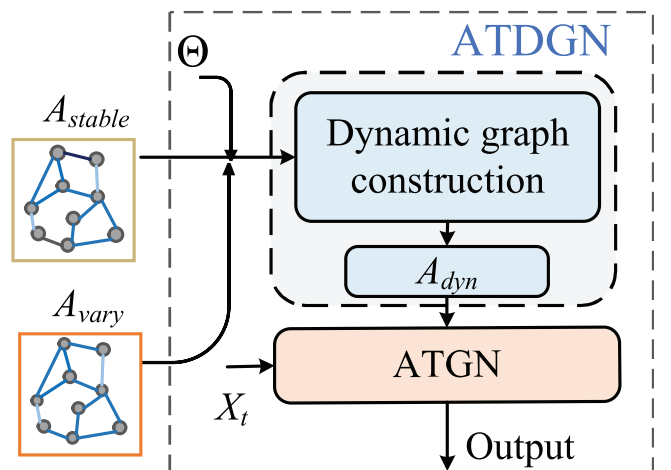 ATDGN
Θ
A_stable
Dynamic graph
construction
A_dyn
A_vary
ATGN
X_t
Output